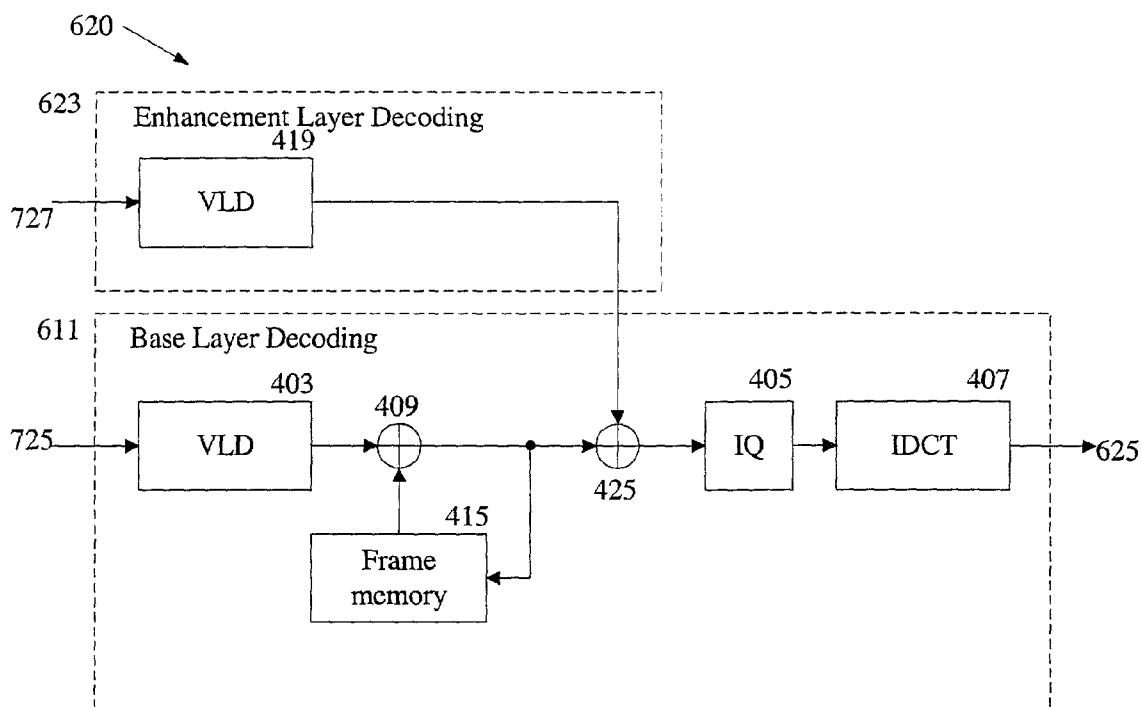 620
623
Enhancement Layer Decoding
419
VLD
727
611
Base Layer Decoding
403
409
405
407
725
VLD
IQ
IDCT
625
425
415
Frame
memory